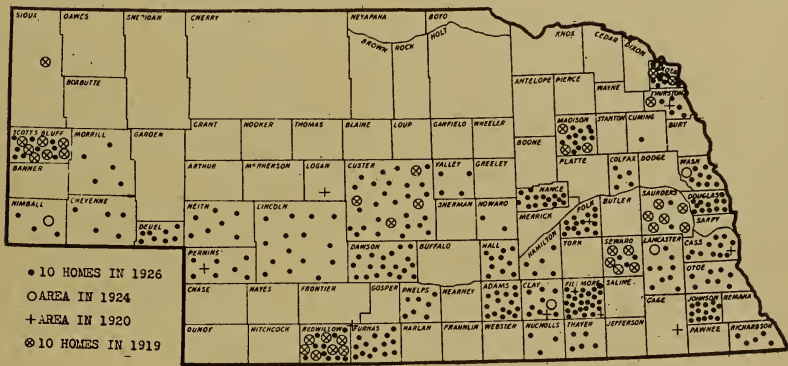 SIOUX DAWES SHERIDAN CHERRY KEYAPAHA BOYD
BROWN ROCK HOLT KNOX CEDAR DIXON
BOXBUTTE ANTELOPE PIERCE WAYNE THURSTON
SCOTTS BLUFF MORRILL GARDEN GRANT HOOKER THOMAS BLAINE LOUP GARFIELD WHEELER BOONE MADISON STANTON CUMING BURT
BANNER ARTHUR McPHERSON LOGAN CUSTER VALLEY GREELEY PLATTE COLFAX DODGE WASH
KIMBALL CHEYENNE DEUEL KEITH LINCOLN SHERMAN HOWARD NANCE MERRICK POLK BUTLER SAUNDERS DOUGLAS SARPY
PERKINS DAWSON BUFFALO HALL HAMILTON YORK SEWARD LANCASTER CASS
OTOE
CHASE HAYES FRONTIER GOSPER PHELPS KEARNEY ADAMS CLAY FILLMORE SALINE GAGE JOHNSON NEMAHA
DUNDY HITCHCOCK REDWILLOW FURNAS HARLAN FRANKLIN WEBSTER NUCKOLLS THAYER JEFFERSON PAWNEE RICHARDSON
• 10 HOMES IN 1926
○ AREA IN 1924
+ AREA IN 1920
⊗ 10 HOMES IN 1919